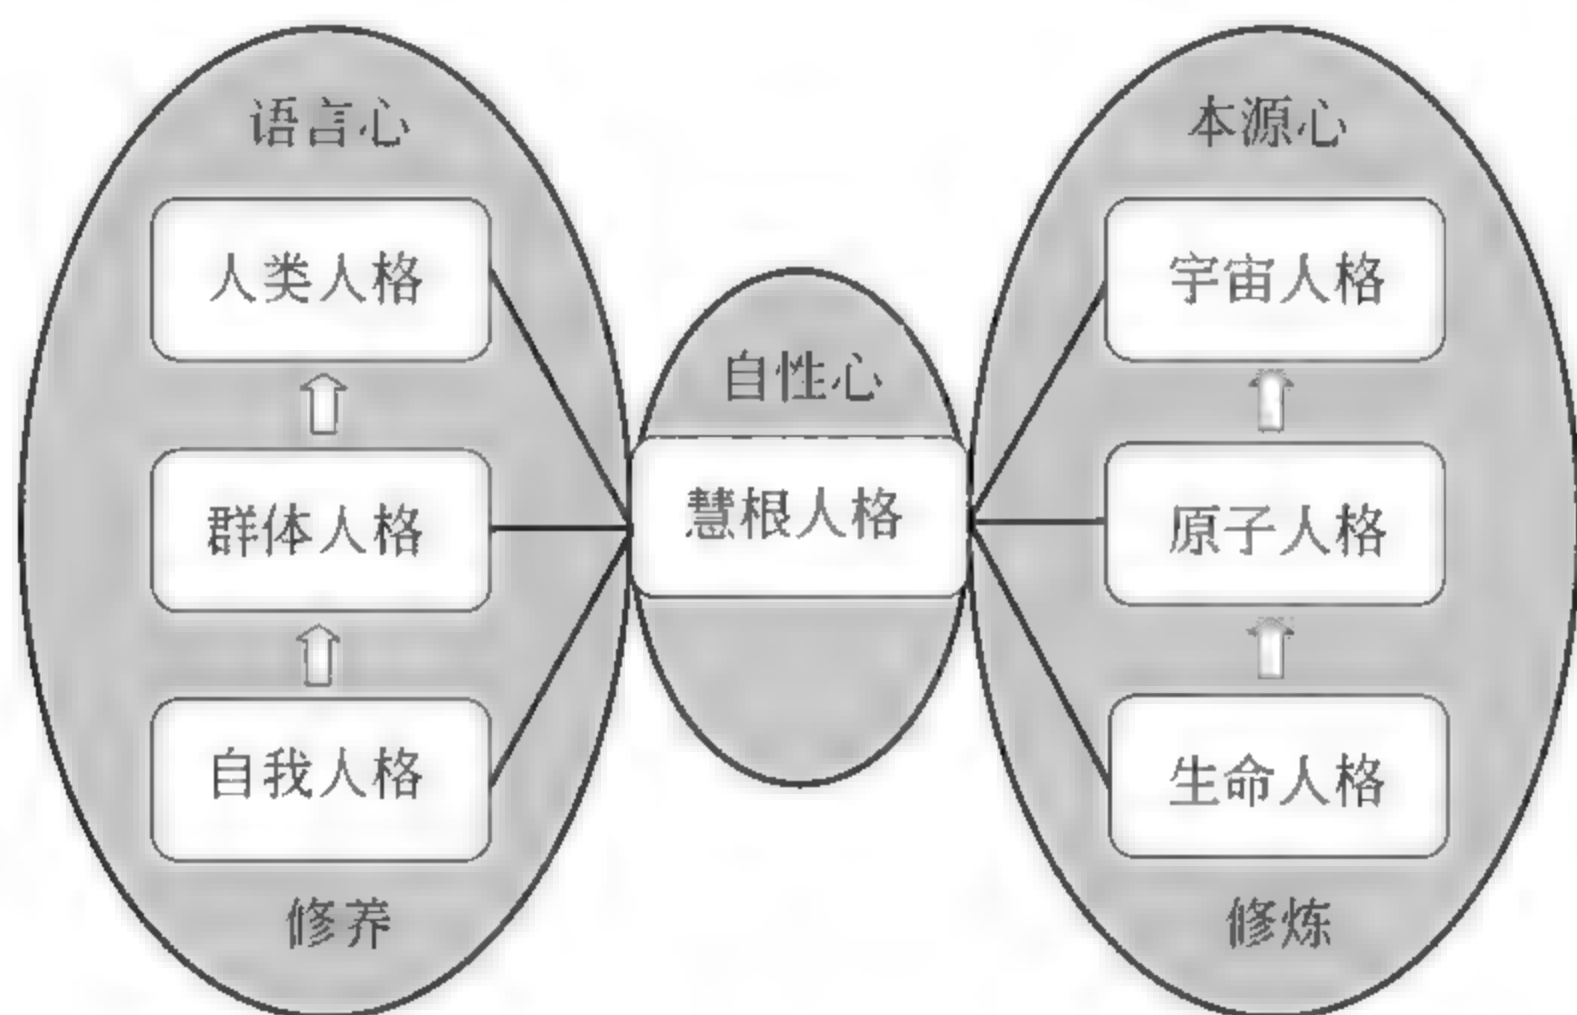 语言心
人类人格
群体人格
自我人格
修养
自性心
慧根人格
本源心
宇宙人格
原子人格
生命人格
修炼